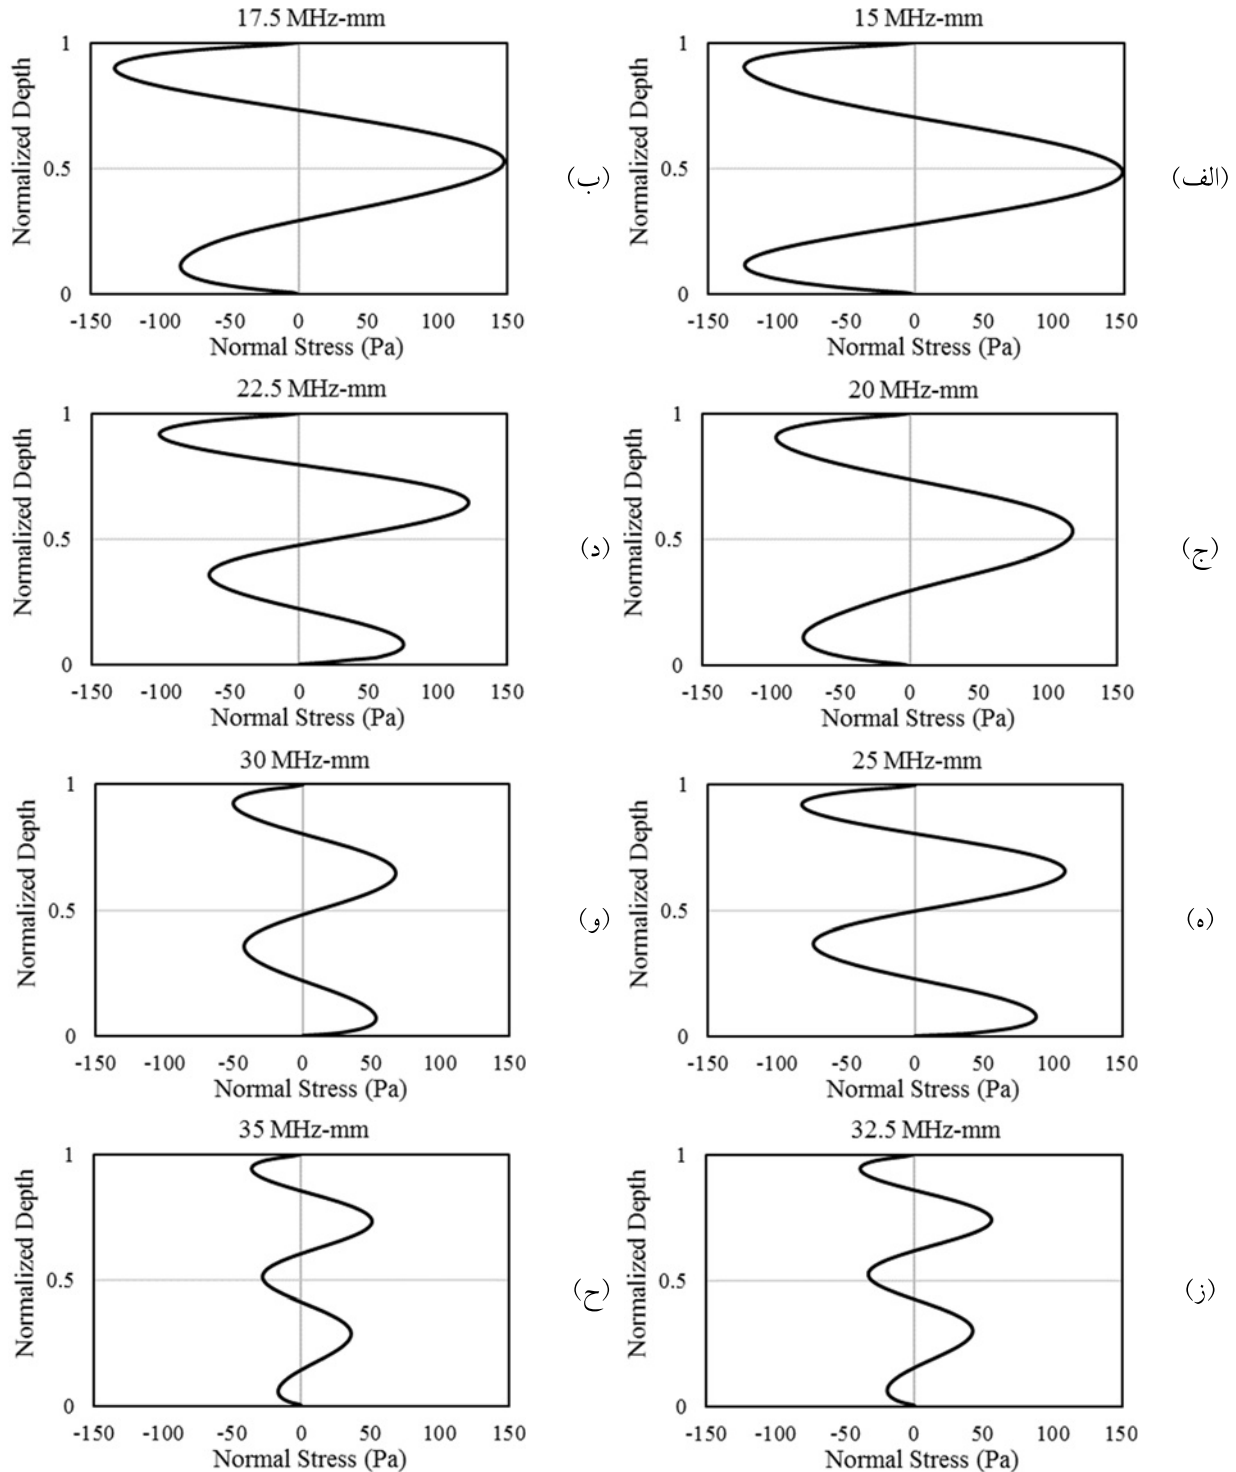 17.5 MHz-mm
Normalized Depth
1
0.5
0
-150 -100 -50 0 50 100 150
Normal Stress (Pa)
(ب)
15 MHz-mm
Normalized Depth
1
0.5
0
-150 -100 -50 0 50 100 150
Normal Stress (Pa)
(الف)
22.5 MHz-mm
Normalized Depth
1
0.5
0
-150 -100 -50 0 50 100 150
Normal Stress (Pa)
(د)
20 MHz-mm
Normalized Depth
1
0.5
0
-150 -100 -50 0 50 100 150
Normal Stress (Pa)
(ج)
30 MHz-mm
Normalized Depth
1
0.5
0
-150 -100 -50 0 50 100 150
Normal Stress (Pa)
(و)
25 MHz-mm
Normalized Depth
1
0.5
0
-150 -100 -50 0 50 100 150
Normal Stress (Pa)
(ه)
35 MHz-mm
Normalized Depth
1
0.5
0
-150 -100 -50 0 50 100 150
Normal Stress (Pa)
(ح)
32.5 MHz-mm
Normalized Depth
1
0.5
0
-150 -100 -50 0 50 100 150
Normal Stress (Pa)
(ز)